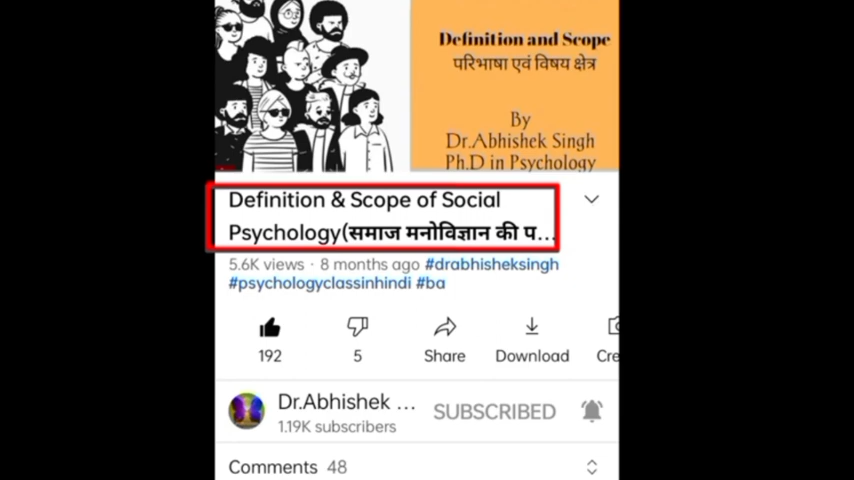 Definition and Scope
परिभाषा एवं विषय क्षेत्र
By
Dr.Abhishek Singh
Ph.D in Psychology
Definition & Scope of Social
Psychology(समाज मनोविज्ञान की प...
5.6K views · 8 months ago #drabhisheksingh
#psychologyclassinhindi #ba
192
5
Share
Download
Cre
Dr.Abhishek ...
1.19K subscribers
SUBSCRIBED
Comments 48